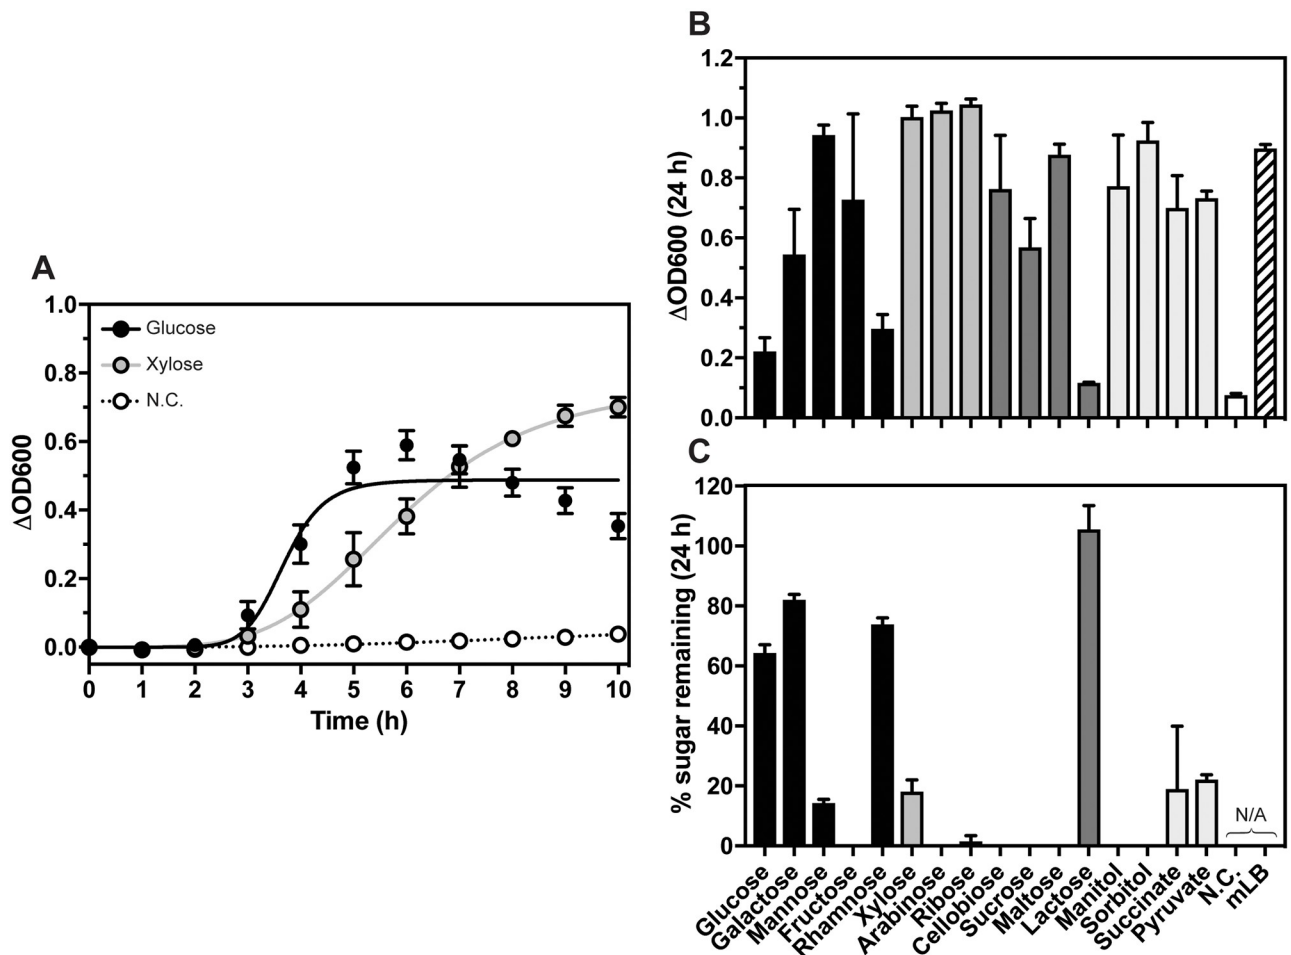 A
ΔOD600
1.0
0.8
0.6
0.4
0.2
0.0
Glucose
Xylose
N.C.
0 1 2 3 4 5 6 7 8 9 10
Time (h)
B
ΔOD600 (24 h)
1.2
1.0
0.8
0.6
0.4
0.2
0.0
C
% sugar remaining (24 h)
120
100
80
60
40
20
0
N/A
Glucose
Galactose
Mannose
Fructose
Rhamnose
Xylose
Arabinose
Ribose
Cellobiose
Sucrose
Maltose
Lactose
Manitol
Sorbitol
Succinate
Pyruvate
N.C.
mLB